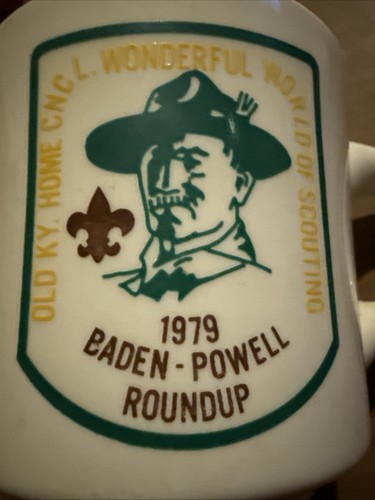 OLD KY. HOME CNCL. WONDERFUL WORLD OF SCOUTING
1979
BADEN-POWELL
ROUNDUP